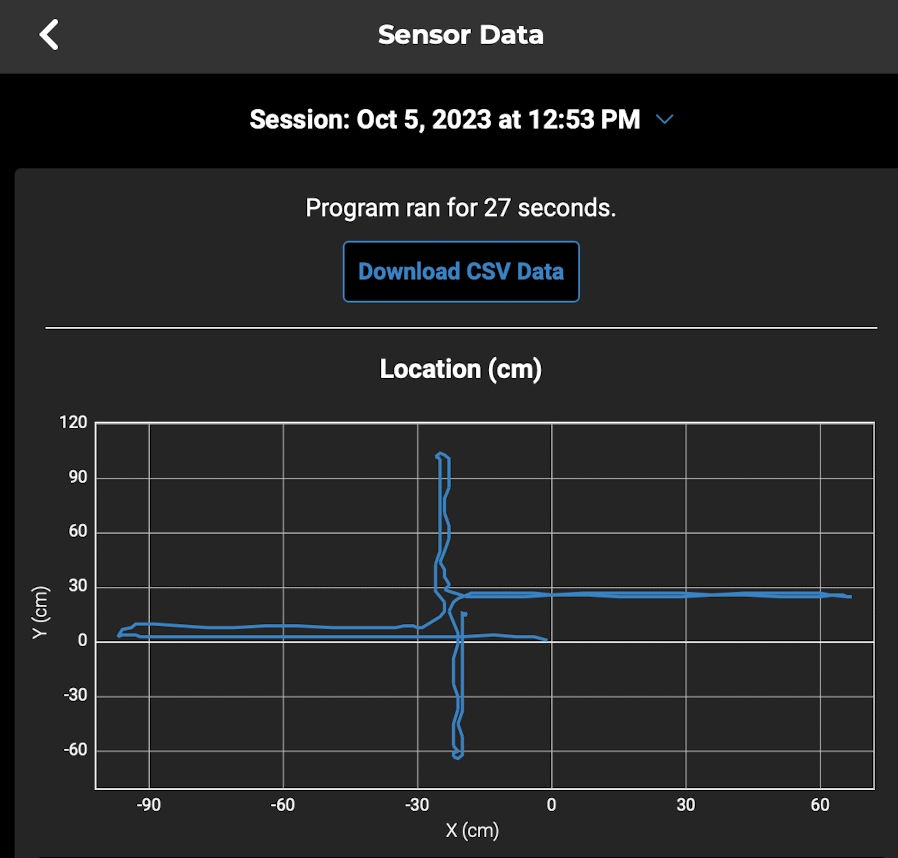 Sensor Data
Session: Oct 5, 2023 at 12:53 PM
Program ran for 27 seconds.
Download CSV Data
Location (cm)
120
90
60
30
0
-30
-60
Y (cm)
-90 -60 -30 0 30 60
X (cm)